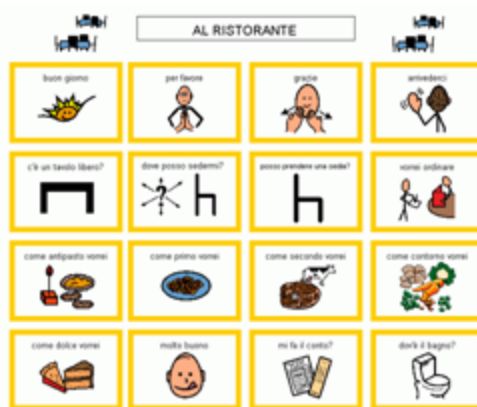 AL RISTORANTE
buon giorno
per favore
grazie
arrivederci
c'è un tavolo libero?
dove posso sedermi?
posso prendere una sedia?
vorrei ordinare
come antipasto vorrei
come primo vorrei
come secondo vorrei
come contorno vorrei
come dolce vorrei
molto buono
mi fa il conto?
dov'è il bagno?